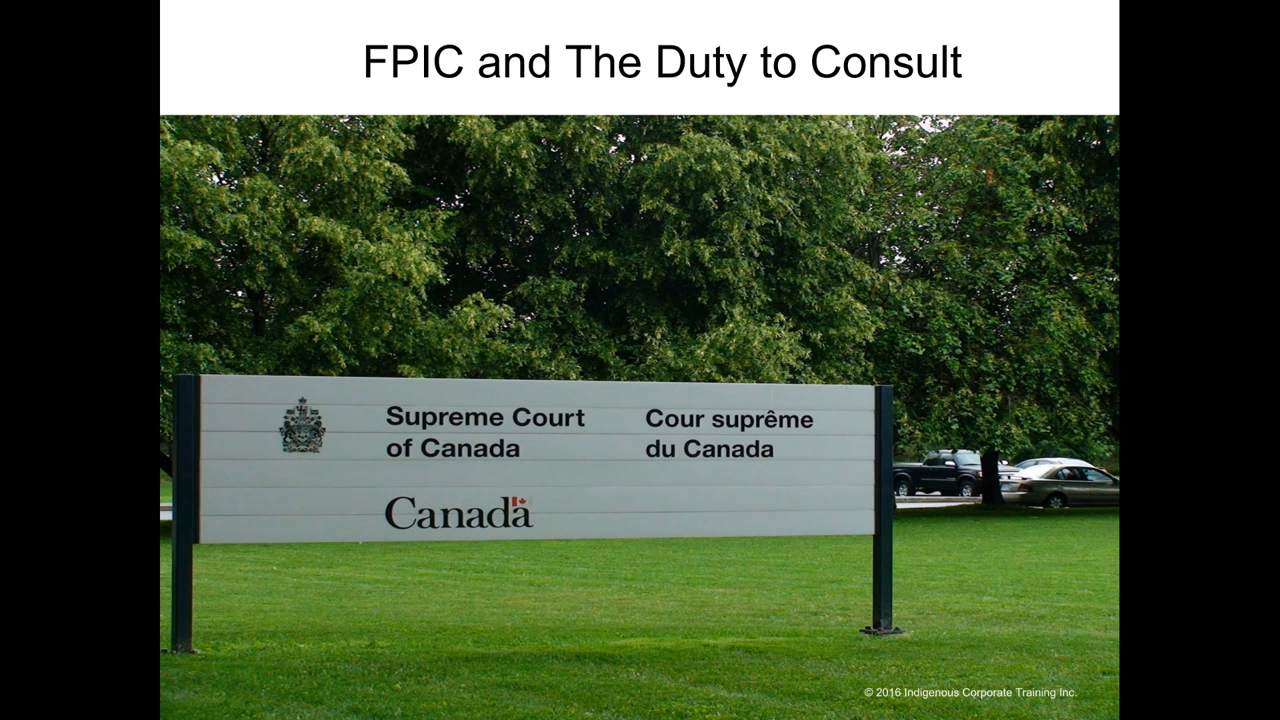 FPIC and The Duty to Consult
Supreme Court
of Canada
Cour suprême
du Canada
Canada
© 2016 Indigenous Corporate Training Inc.